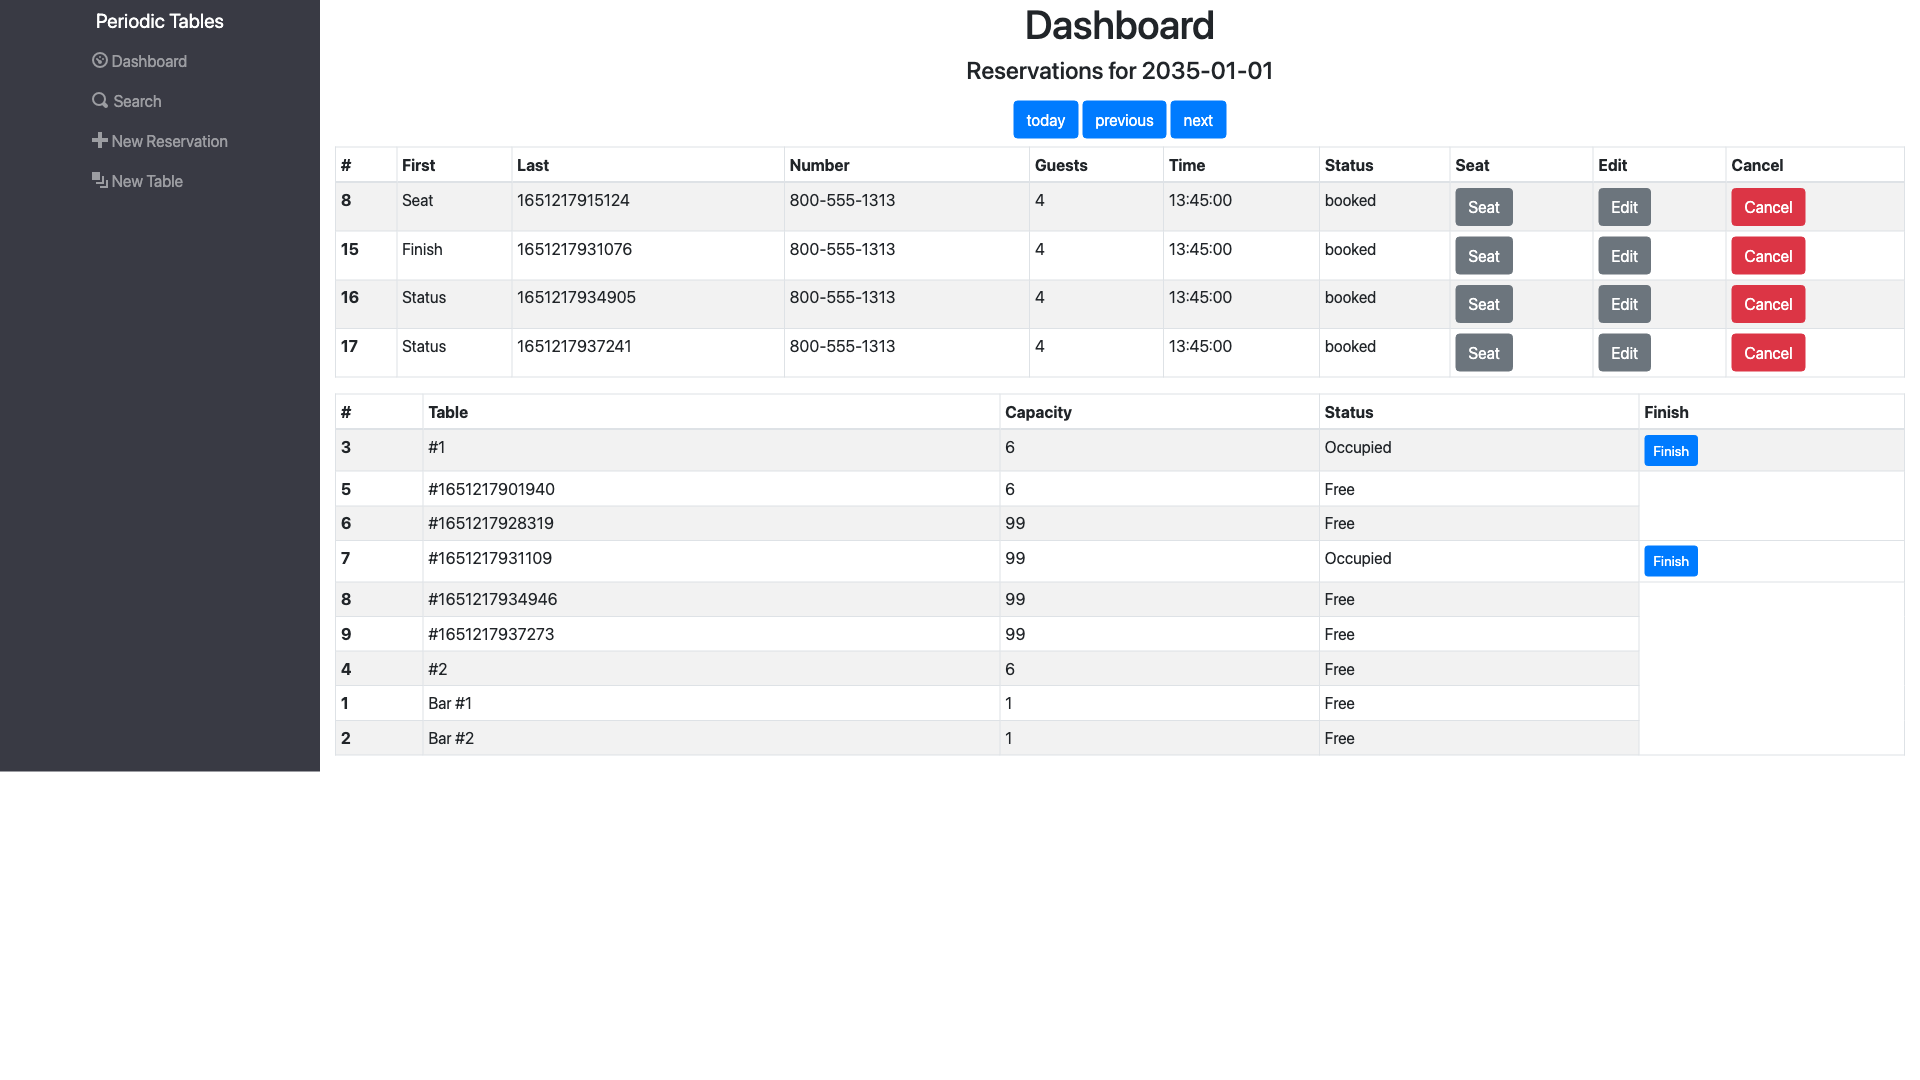 Periodic Tables
Dashboard
Search
New Reservation
New Table
Dashboard
Reservations for 2035-01-01
today previous next
# First Last Number Guests Time Status Seat Edit Cancel
8 Seat 1651217915124 800-555-1313 4 13:45:00 booked Seat Edit Cancel
15 Finish 1651217931076 800-555-1313 4 13:45:00 booked Seat Edit Cancel
16 Status 1651217934905 800-555-1313 4 13:45:00 booked Seat Edit Cancel
17 Status 1651217937241 800-555-1313 4 13:45:00 booked Seat Edit Cancel
# Table Capacity Status Finish
3 #1 6 Occupied Finish
5 #1651217901940 6 Free
6 #1651217928319 99 Free
7 #1651217931109 99 Occupied Finish
8 #1651217934946 99 Free
9 #1651217937273 99 Free
4 #2 6 Free
1 Bar #1 1 Free
2 Bar #2 1 Free